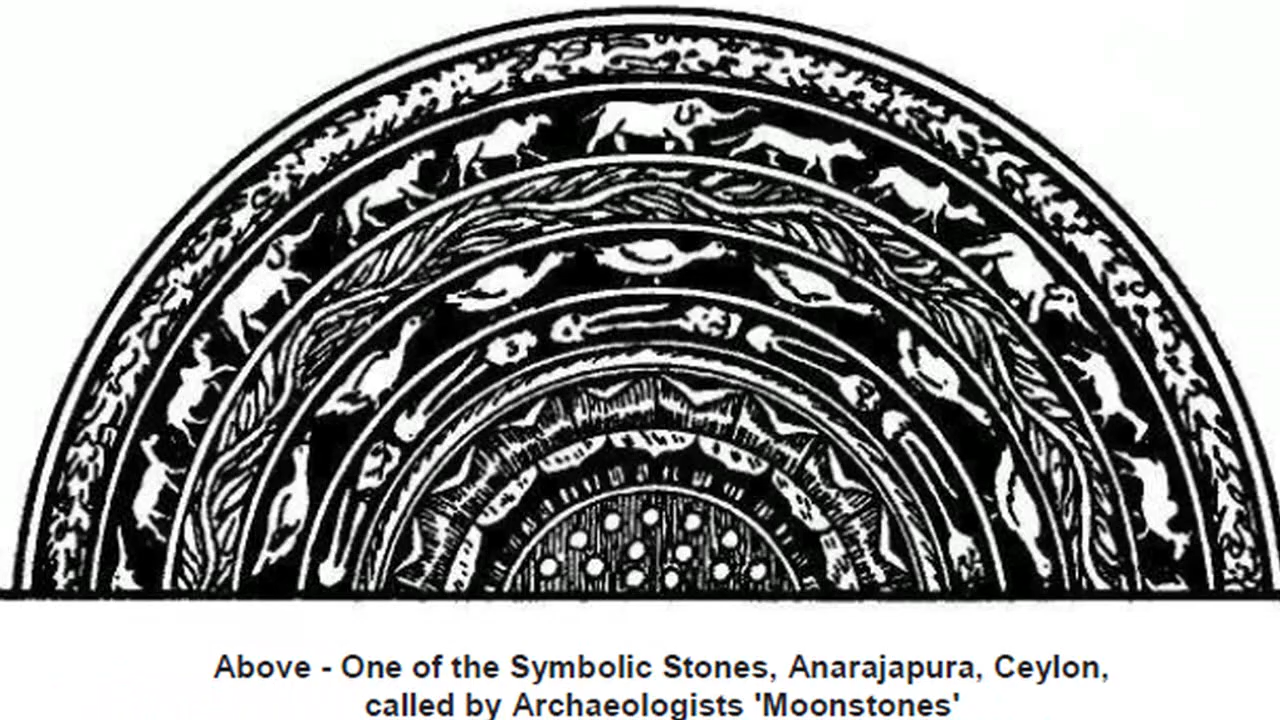 Above - One of the Symbolic Stones, Anarajapura, Ceylon,
called by Archaeologists 'Moonstones'